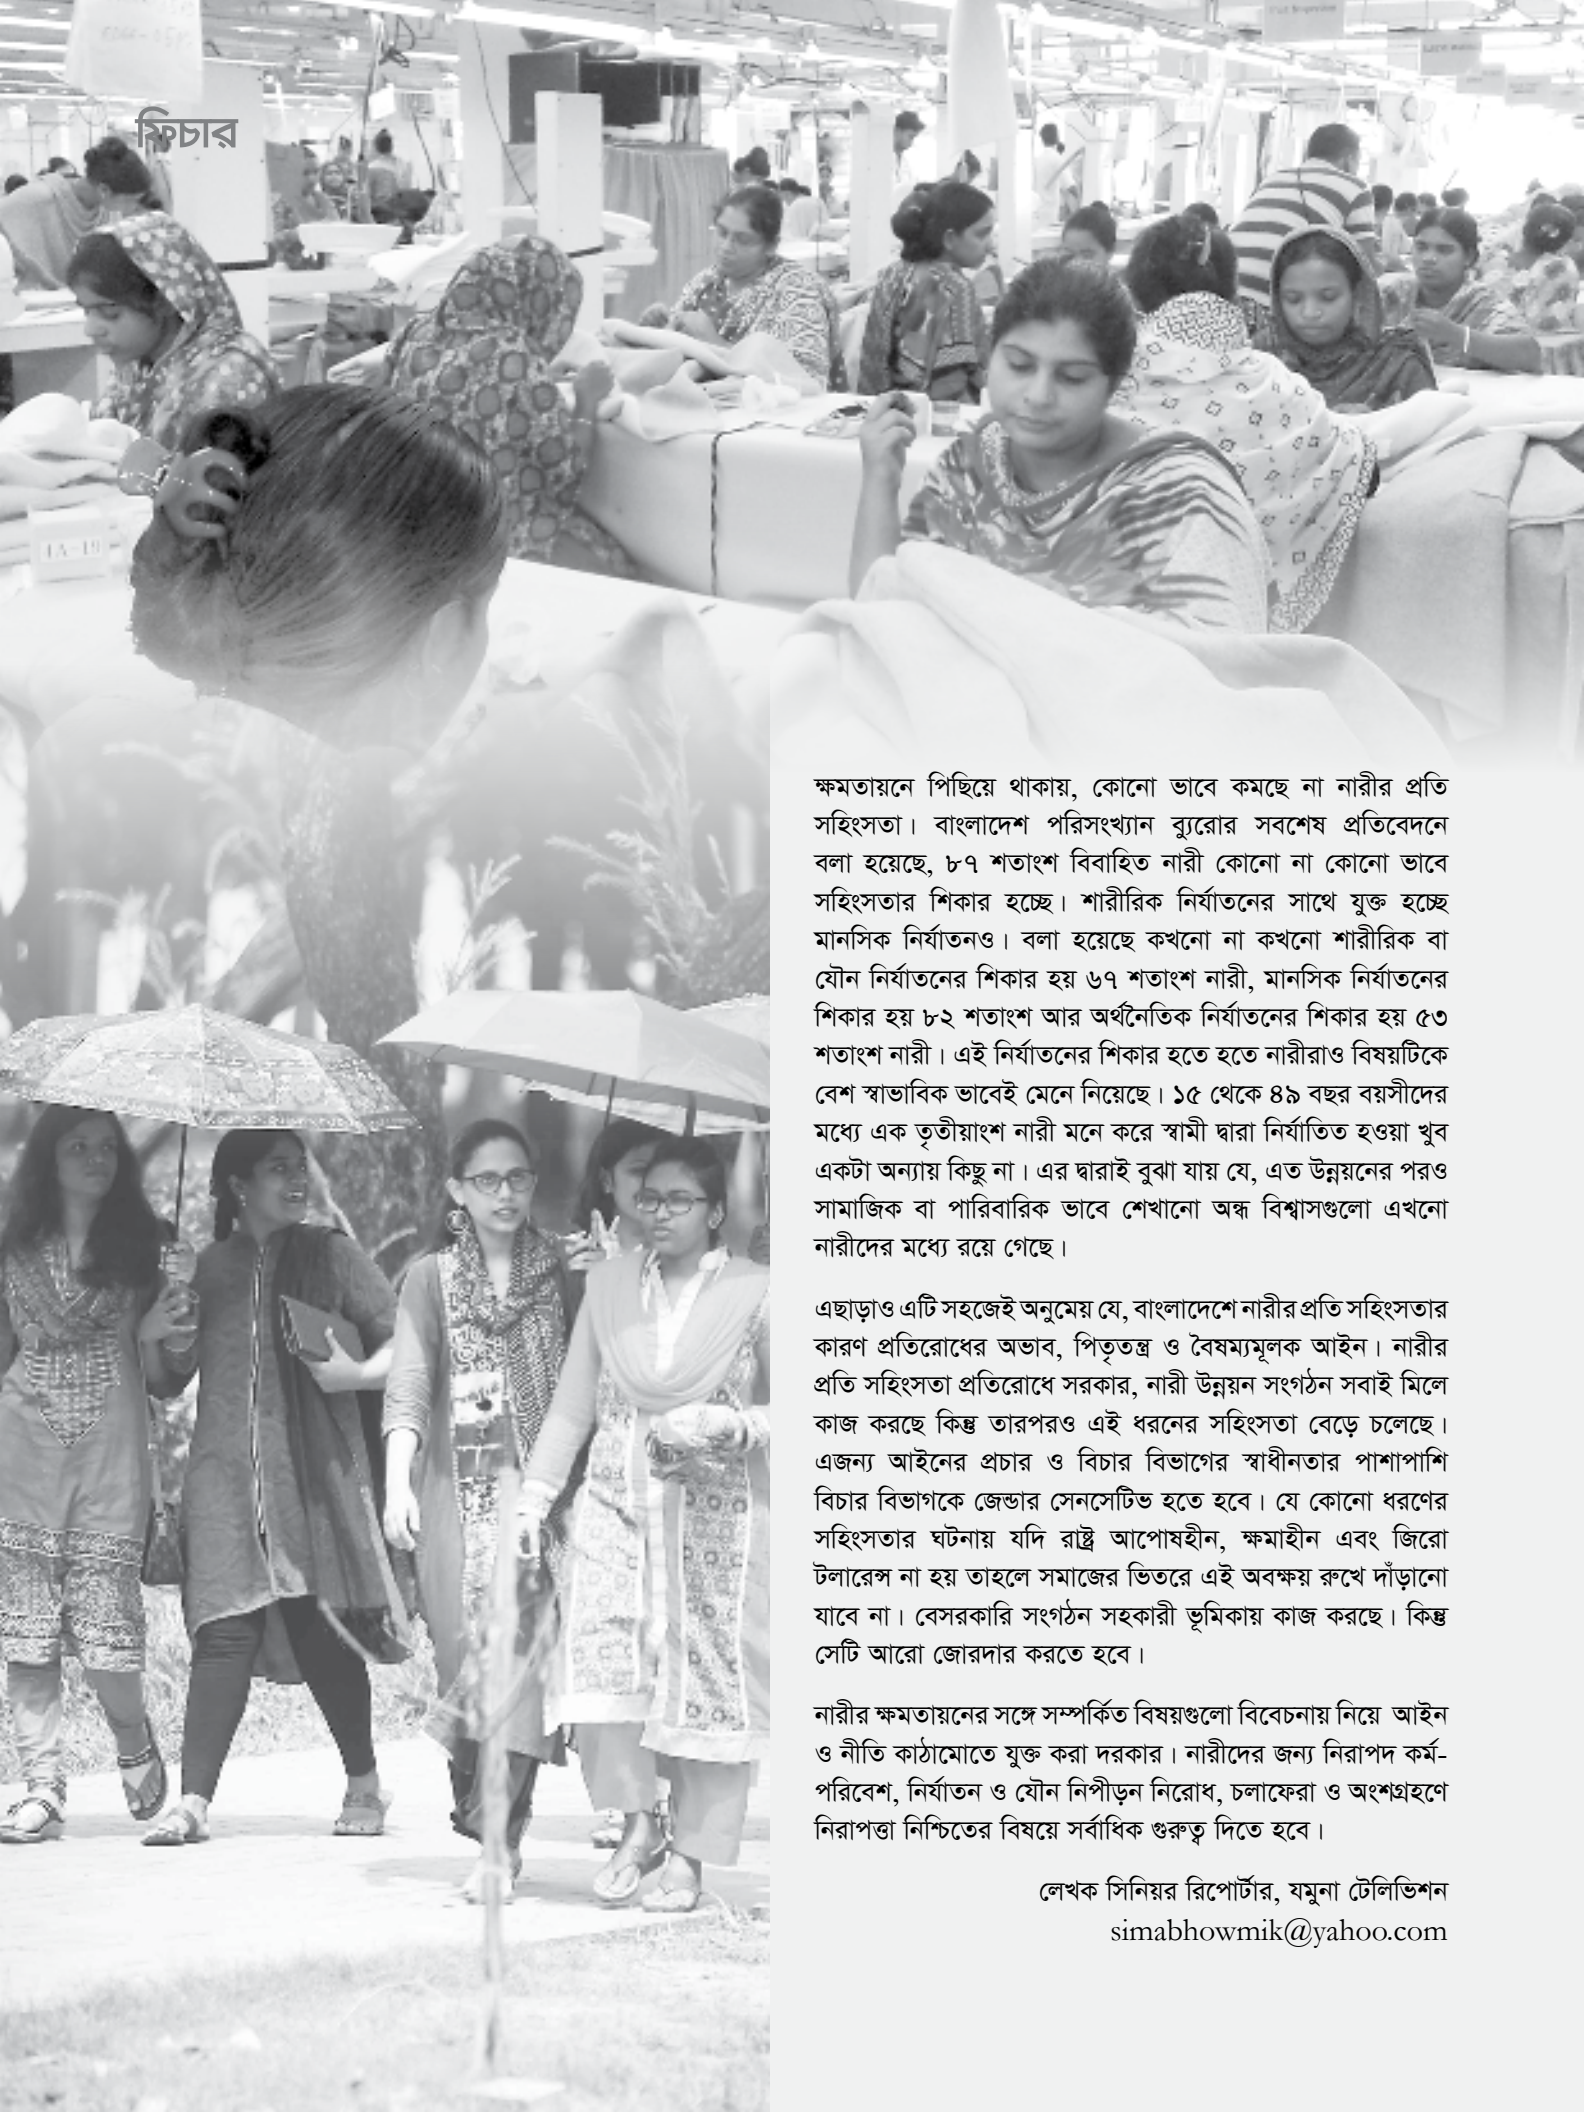 ফিচার
1A-19
ক্ষমতায়নে পিছিয়ে থাকায়, কোনো ভাবে কমছে না নারীর প্রতি
সহিংসতা। বাংলাদেশ পরিসংখ্যান ব্যুরোর সবশেষ প্রতিবেদনে
বলা হয়েছে, ৮৭ শতাংশ বিবাহিত নারী কোনো না কোনো ভাবে
সহিংসতার শিকার হচ্ছে। শারীরিক নির্যাতনের সাথে যুক্ত হচ্ছে
মানসিক নির্যাতনও। বলা হয়েছে কখনো না কখনো শারীরিক বা
যৌন নির্যাতনের শিকার হয় ৬৭ শতাংশ নারী, মানসিক নির্যাতনের
শিকার হয় ৮২ শতাংশ আর অর্থনৈতিক নির্যাতনের শিকার হয় ৫৩
শতাংশ নারী। এই নির্যাতনের শিকার হতে হতে নারীরাও বিষয়টিকে
বেশ স্বাভাবিক ভাবেই মেনে নিয়েছে। ১৫ থেকে ৪৯ বছর বয়সীদের
মধ্যে এক তৃতীয়াংশ নারী মনে করে স্বামী দ্বারা নির্যাতিত হওয়া খুব
একটা অন্যায় কিছু না। এর দ্বারাই বুঝা যায় যে, এত উন্নয়নের পরও
সামাজিক বা পারিবারিক ভাবে শেখানো অন্ধ বিশ্বাসগুলো এখনো
নারীদের মধ্যে রয়ে গেছে।
এছাড়াও এটি সহজেই অনুমেয় যে, বাংলাদেশে নারীর প্রতি সহিংসতার
কারণ প্রতিরোধের অভাব, পিতৃতন্ত্র ও বৈষম্যমূলক আইন। নারীর
প্রতি সহিংসতা প্রতিরোধে সরকার, নারী উন্নয়ন সংগঠন সবাই মিলে
কাজ করছে কিন্তু তারপরও এই ধরনের সহিংসতা বেড়ে চলেছে।
এজন্য আইনের প্রচার ও বিচার বিভাগের স্বাধীনতার পাশাপাশি
বিচার বিভাগকে জেন্ডার সেনসেটিভ হতে হবে। যে কোনো ধরণের
সহিংসতার ঘটনায় যদি রাষ্ট্র আপোষহীন, ক্ষমাহীন এবং জিরো
টলারেন্স না হয় তাহলে সমাজের ভিতরে এই অবক্ষয় রুখে দাঁড়ানো
যাবে না। বেসরকারি সংগঠন সহকারী ভূমিকায় কাজ করছে। কিন্তু
সেটি আরো জোরদার করতে হবে।
নারীর ক্ষমতায়নের সঙ্গে সম্পর্কিত বিষয়গুলো বিবেচনায় নিয়ে আইন
ও নীতি কাঠামোতে যুক্ত করা দরকার। নারীদের জন্য নিরাপদ কর্ম-
পরিবেশ, নির্যাতন ও যৌন নিপীড়ন নিরোধ, চলাফেরা ও অংশগ্রহণে
নিরাপত্তা নিশ্চিতের বিষয়ে সর্বাধিক গুরুত্ব দিতে হবে।
লেখক সিনিয়র রিপোর্টার, যমুনা টেলিভিশন
simabhowmik@yahoo.com